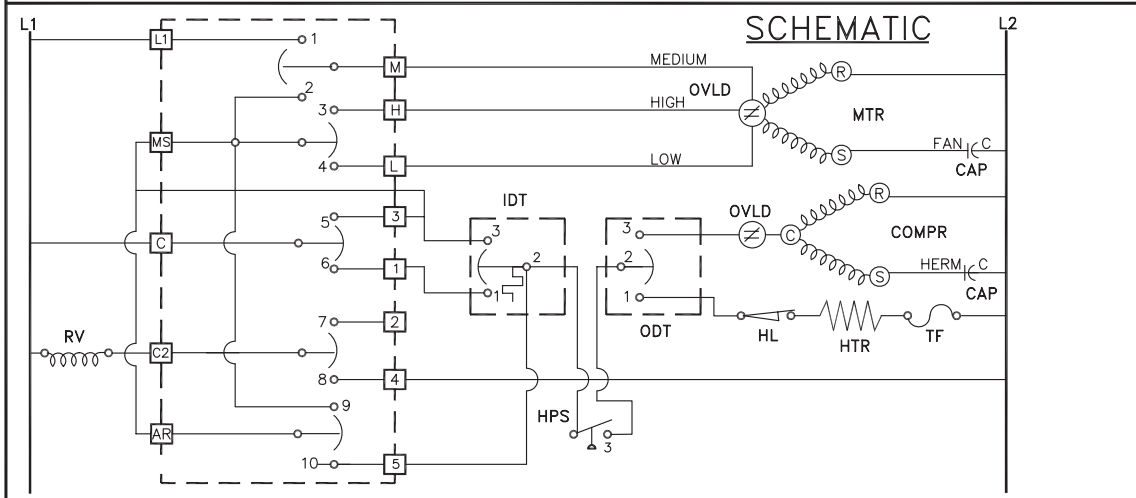 L1
SCHEMATIC
L2
L1
1
M
MEDIUM
OVLD
R
2
3
H
HIGH
MTR
MS
4
L
LOW
S
FAN
C
CAP
IDT
R
5
3
3
3
OVLD
C
COMPR
C
2
2
6
1
1
1
S
HERM
C
CAP
ODT
RV
7
2
HL
HTR
TF
C2
8
4
9
HPS
AR
3
10
5